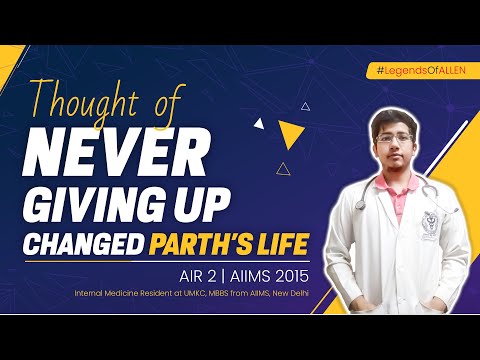 #LegendsOfALLEN
Thought of
NEVER
GIVING UP
CHANGED PARTH'S LIFE
AIR 2 | AIIMS 2015
Internal Medicine Resident at UMKC, MBBS from AIIMS, New Delhi